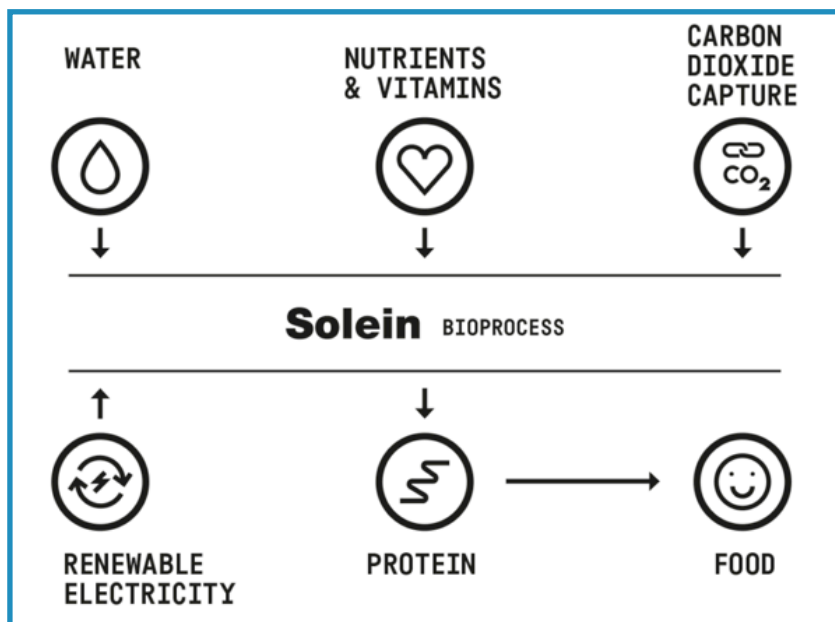 WATER
NUTRIENTS
& VITAMINS
CARBON
DIOXIDE
CAPTURE
CO₂
Solein BIOPROCESS
RENEWABLE
ELECTRICITY
PROTEIN
FOOD